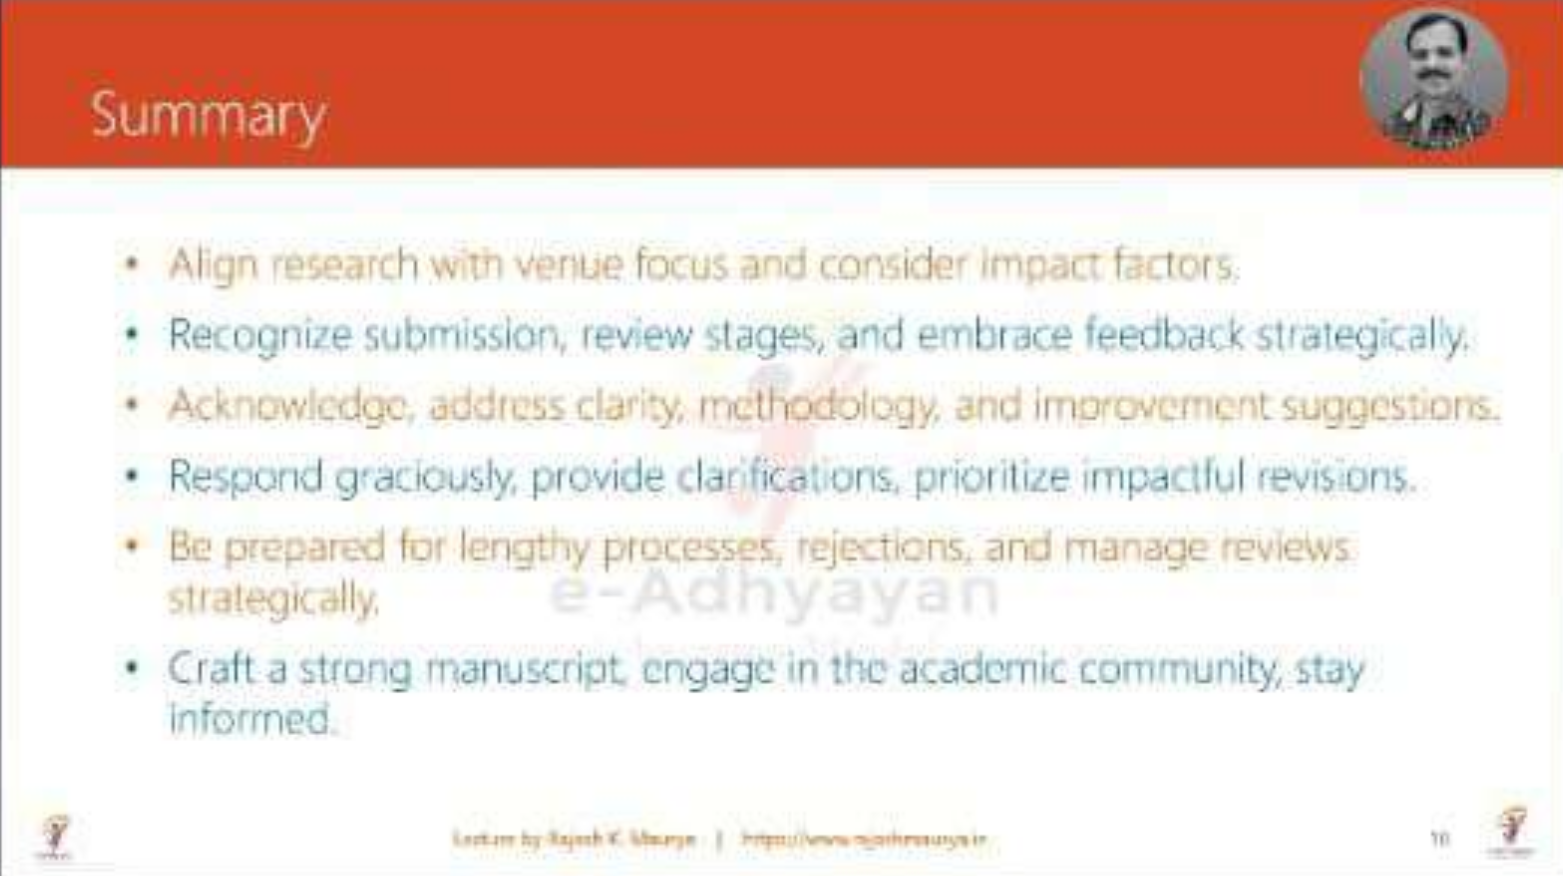 Summary
• Align research with venue focus and consider impact factors.
• Recognize submission, review stages, and embrace feedback strategically.
• Acknowledge, address clarity, methodology, and improvement suggestions.
• Respond graciously, provide clarifications, prioritize impactful revisions.
• Be prepared for lengthy processes, rejections, and manage reviews
strategically.
e-Adhyayan
• Craft a strong manuscript, engage in the academic community, stay
informed.
Lecture by Rajesh K. Maurya | https://www.rajeshmaurya.in